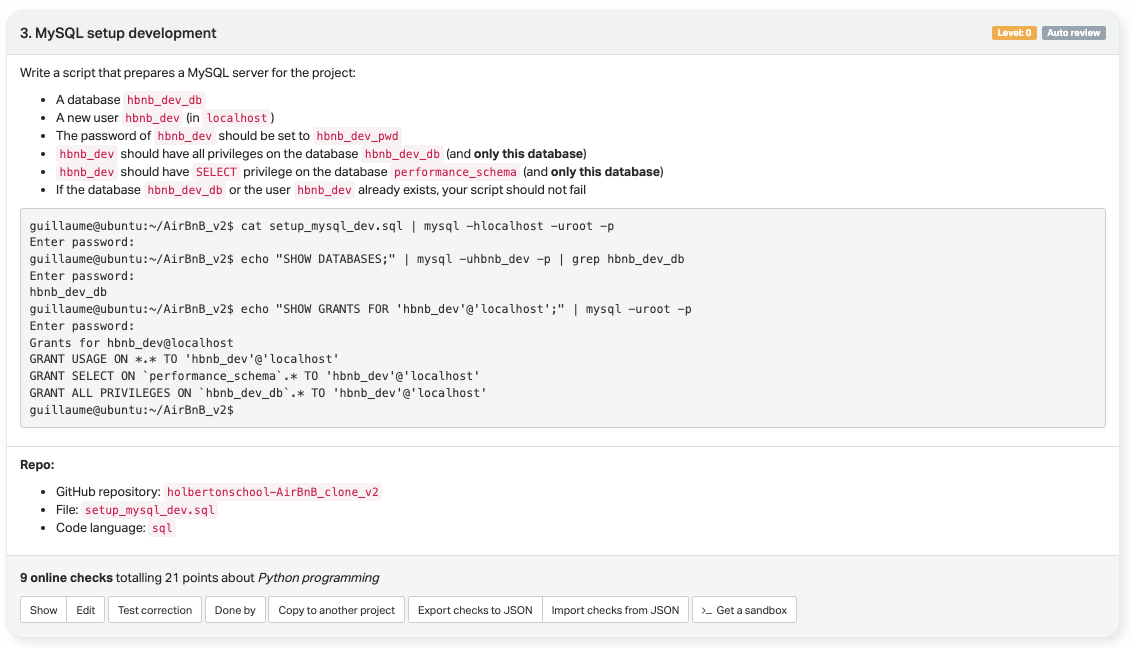 3. MySQL setup development
Level: 0 Auto review
Write a script that prepares a MySQL server for the project:
• A database hbnb_dev_db
• A new user hbnb_dev (in localhost)
• The password of hbnb_dev should be set to hbnb_dev_pwd
• hbnb_dev should have all privileges on the database hbnb_dev_db (and only this database)
• hbnb_dev should have SELECT privilege on the database performance_schema (and only this database)
• If the database hbnb_dev_db or the user hbnb_dev already exists, your script should not fail
guillaume@ubuntu:~/AirBnB_v2$ cat setup_mysql_dev.sql | mysql -hlocalhost -uroot -p
Enter password:
guillaume@ubuntu:~/AirBnB_v2$ echo "SHOW DATABASES;" | mysql -uhbnb_dev -p | grep hbnb_dev_db
Enter password:
hbnb_dev_db
guillaume@ubuntu:~/AirBnB_v2$ echo "SHOW GRANTS FOR 'hbnb_dev'@'localhost';" | mysql -uroot -p
Enter password:
Grants for hbnb_dev@localhost
GRANT USAGE ON *.* TO 'hbnb_dev'@'localhost'
GRANT SELECT ON `performance_schema`.* TO 'hbnb_dev'@'localhost'
GRANT ALL PRIVILEGES ON `hbnb_dev_db`.* TO 'hbnb_dev'@'localhost'
guillaume@ubuntu:~/AirBnB_v2$
Repo:
• GitHub repository: holbertonschool-AirBnB_clone_v2
• File: setup_mysql_dev.sql
• Code language: sql
9 online checks totalling 21 points about Python programming
Show Edit Test correction Done by Copy to another project Export checks to JSON Import checks from JSON >_ Get a sandbox